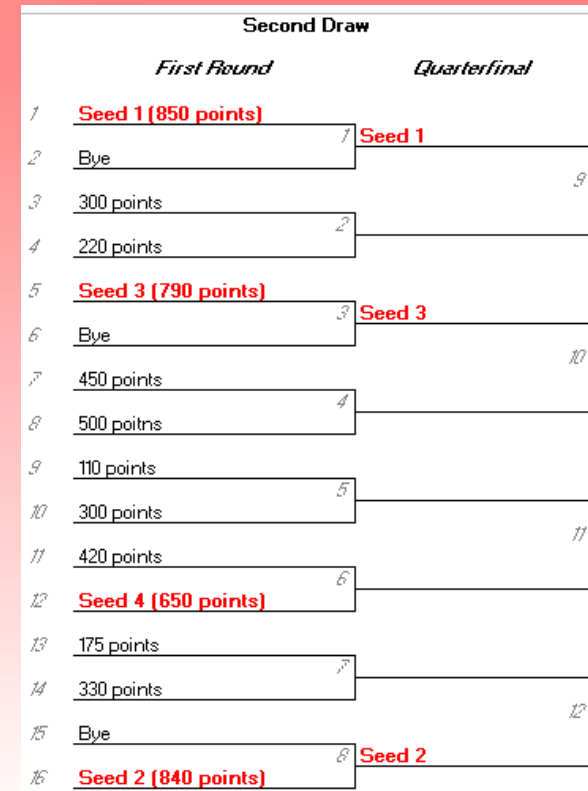 Second Draw
First Round Quarterfinal
1 Seed 1 (850 points)
1 Seed 1
2 Bye
9
3 300 points
2
4 220 points
5 Seed 3 (790 points)
3 Seed 3
6 Bye
10
7 450 points
4
8 500 poitns
9 110 points
5
10 300 points
11
11 420 points
6
12 Seed 4 (650 points)
13 175 points
7
14 330 points
12
15 Bye
8 Seed 2
16 Seed 2 (840 points)